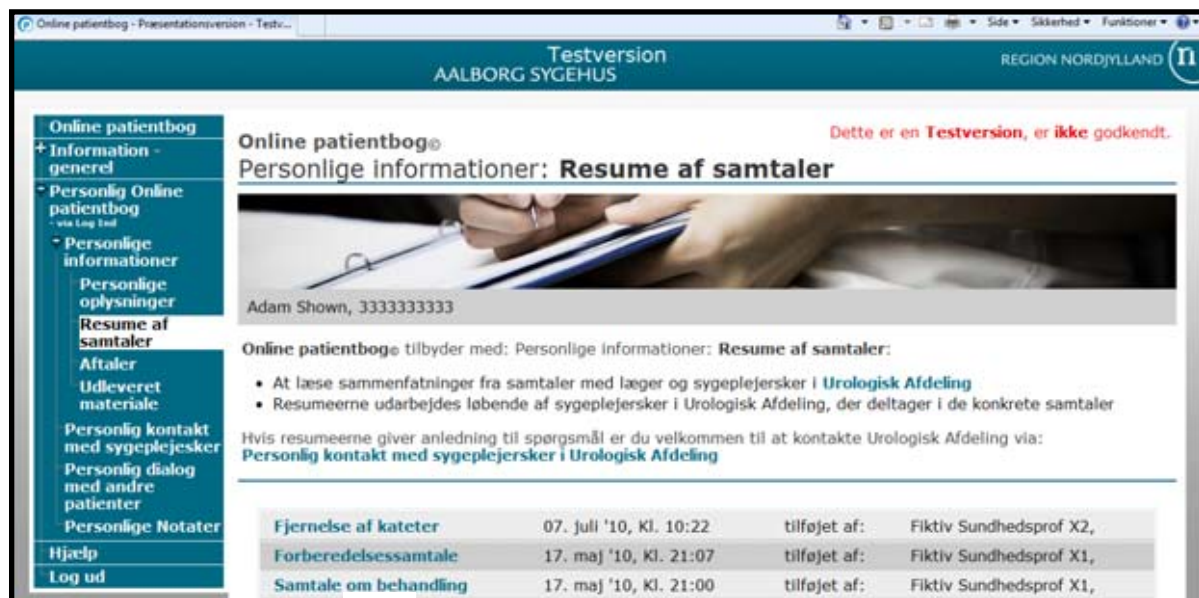 Online patientbog - Præsentationsversion - Testv...
Side
Sikkerhed
Funktioner
Testversion
AALBORG SYGEHUS
REGION NORDJYLLAND
n
Online patientbog
+ Information -
generel
- Personlig Online
patientbog
- via Log Ind
- Personlige
informationer
Personlige
oplysninger
Resume af
samtaler
Aftaler
Udleveret
materiale
Personlig kontakt
med sygeplejesker
Personlig dialog
med andre
patienter
Personlige Notater
Hjælp
Log ud
Dette er en Testversion, er ikke godkendt.
Online patientbog©
Personlige informationer: Resume af samtaler
Adam Shown, 3333333333
Online patientbog© tilbyder med: Personlige informationer: Resume af samtaler:
• At læse sammenfatninger fra samtaler med læger og sygeplejersker i Urologisk Afdeling
• Resumeerne udarbejdes løbende af sygeplejersker i Urologisk Afdeling, der deltager i de konkrete samtaler
Hvis resumeerne giver anledning til spørgsmål er du velkommen til at kontakte Urologisk Afdeling via:
Personlig kontakt med sygeplejersker i Urologisk Afdeling
Fjernelse af kateter 07. juli '10, Kl. 10:22 tilføjet af: Fiktiv Sundhedsprof X2,
Forberedelsessamtale 17. maj '10, Kl. 21:07 tilføjet af: Fiktiv Sundhedsprof X1,
Samtale om behandling 17. maj '10, Kl. 21:00 tilføjet af: Fiktiv Sundhedsprof X1,